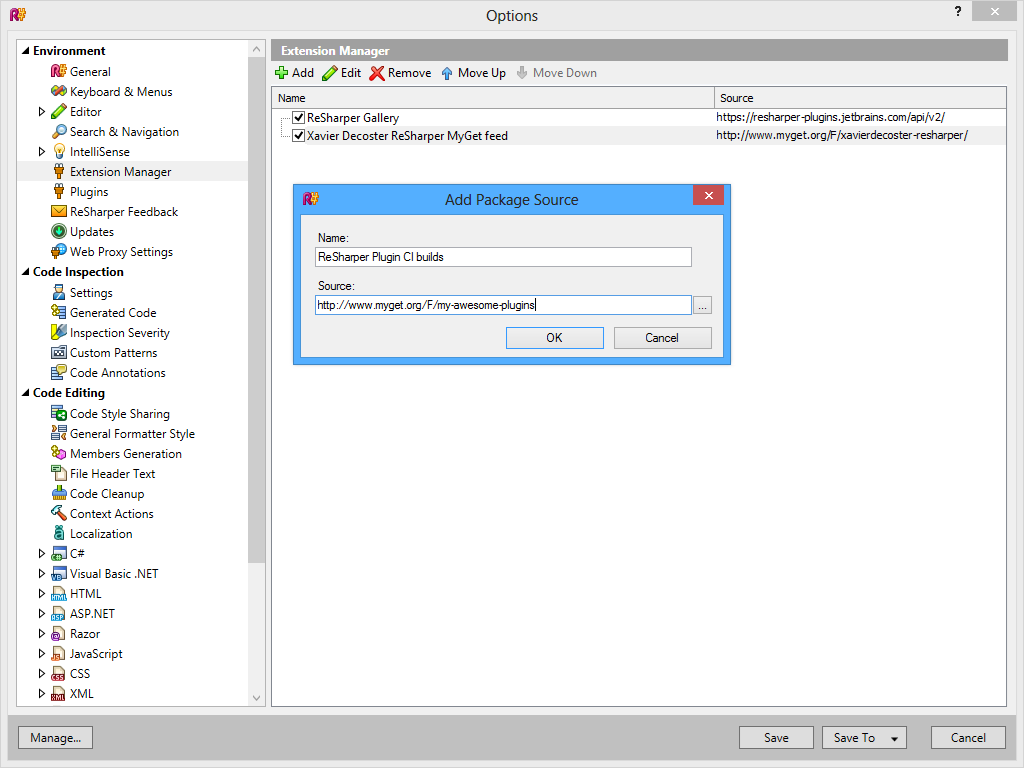 R#
Options
?
Environment
General
Keyboard & Menus
Editor
Search & Navigation
IntelliSense
Extension Manager
Plugins
ReSharper Feedback
Updates
Web Proxy Settings
Code Inspection
Settings
Generated Code
Inspection Severity
Custom Patterns
Code Annotations
Code Editing
Code Style Sharing
General Formatter Style
Members Generation
File Header Text
Code Cleanup
Context Actions
Localization
C#
Visual Basic .NET
HTML
ASP.NET
Razor
JavaScript
CSS
XML
Extension Manager
Add Edit Remove Move Up Move Down
Name Source
ReSharper Gallery https://resharper-plugins.jetbrains.com/api/v2/
Xavier Decoster ReSharper MyGet feed http://www.myget.org/F/xavierdecoster-resharper/
R#
Add Package Source
Name:
ReSharper Plugin CI builds
Source:
http://www.myget.org/F/my-awesome-plugins
...
OK Cancel
Manage... Save Save To Cancel